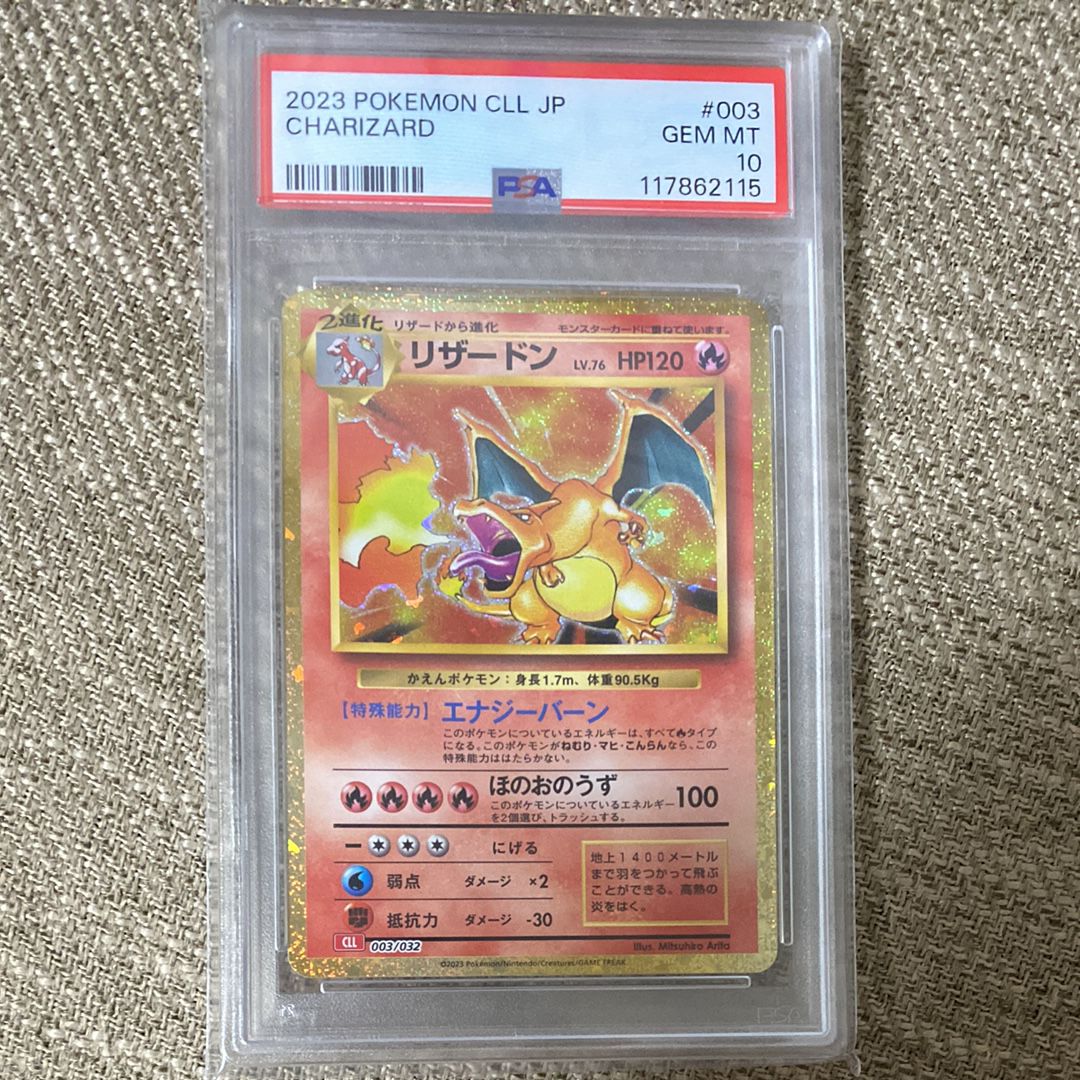 2023 POKEMON CLL JP
#003
CHARIZARD
GEM MT
10
PSA
117862115
2進化
リザードから進化
モンスターカードに重ねて使います。
リザードン
LV.76
HP120
かえんポケモン：身長1.7m、体重90.5Kg
【特殊能力】エナジーバーン
このポケモンについているエネルギーは、すべてタイプ
になる。このポケモンがねむり・マヒ・こんらんなら、この
特殊能力ははたらかない。
ほのおのうず
このポケモンについているエネルギー
を2個選び、トラッシュする。
100
にげる
弱点 ダメージ ×2
抵抗力 ダメージ -30
地上1400メートル
まで羽をつかって飛ぶ
ことができる。高熱の
炎をはく。
CLL 003/032
Illus. Mitsuhiro Arita
©2023 Pokémon/Nintendo/Creatures/GAME FREAK
PSA